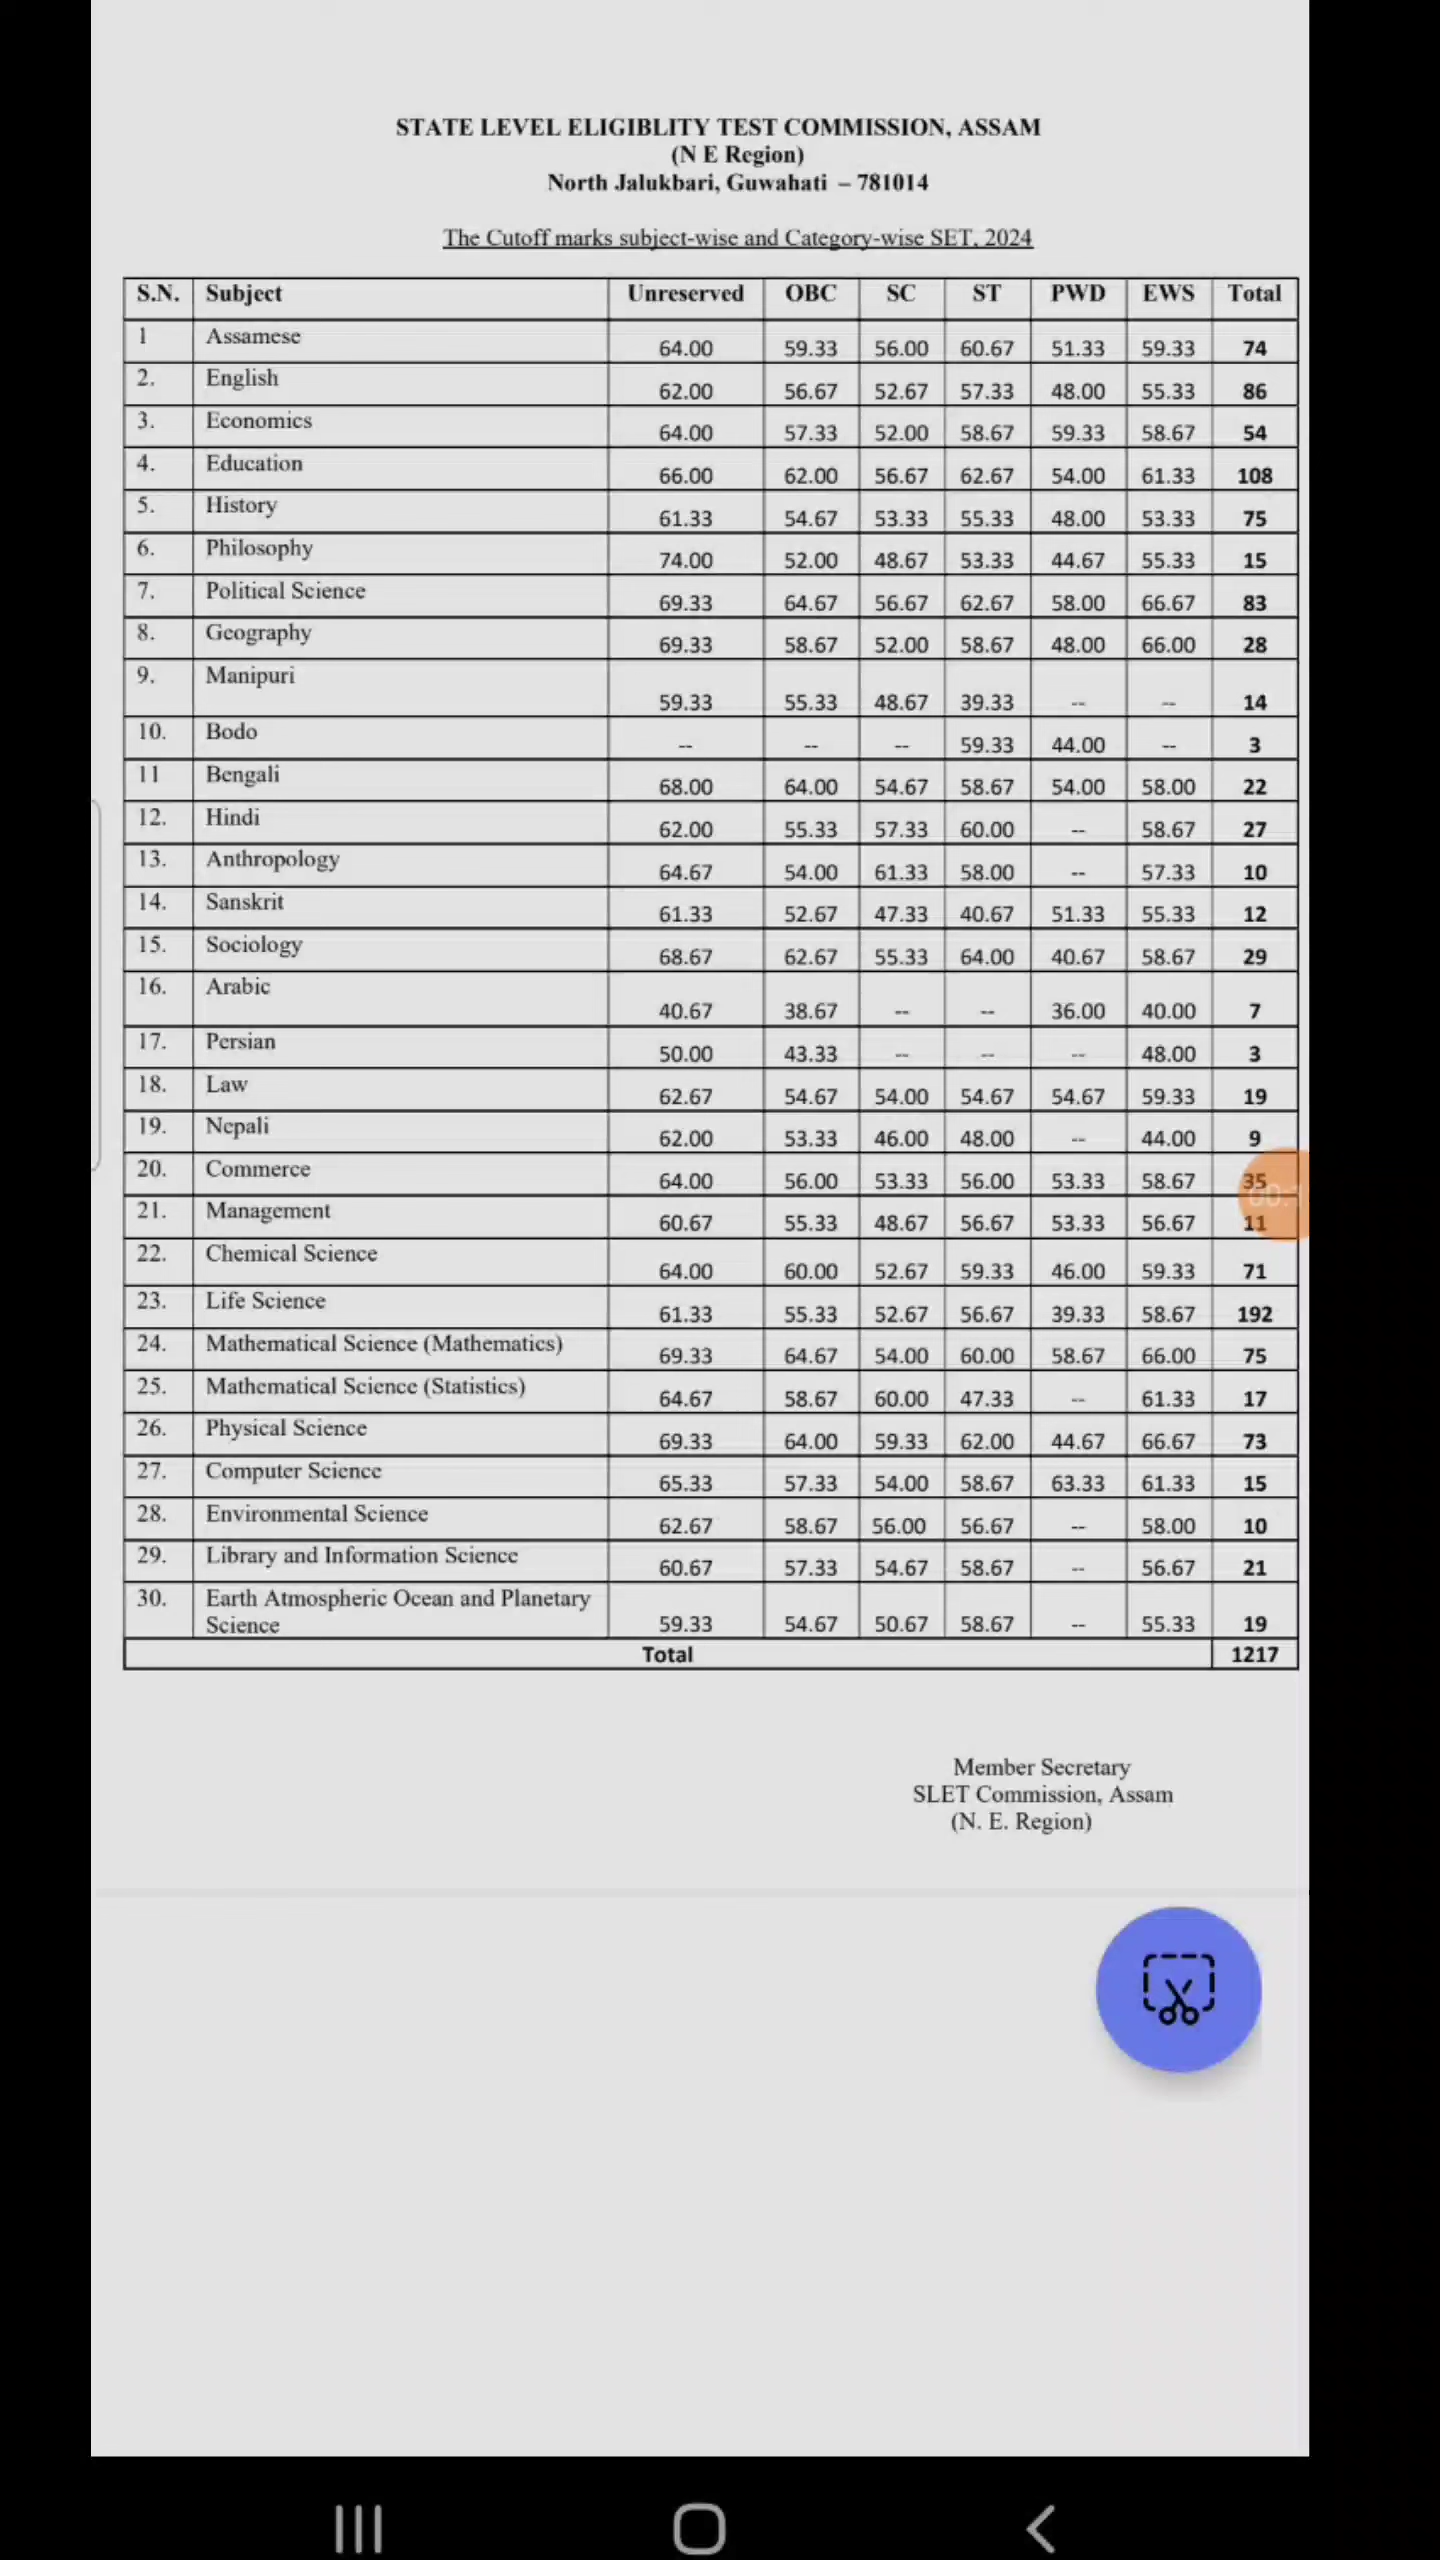 STATE LEVEL ELIGIBLITY TEST COMMISSION, ASSAM
(N E Region)
North Jalukbari, Guwahati – 781014
The Cutoff marks subject-wise and Category-wise SET, 2024
S.N. Subject Unreserved OBC SC ST PWD EWS Total
1 Assamese 64.00 59.33 56.00 60.67 51.33 59.33 74
2. English 62.00 56.67 52.67 57.33 48.00 55.33 86
3. Economics 64.00 57.33 52.00 58.67 59.33 58.67 54
4. Education 66.00 62.00 56.67 62.67 54.00 61.33 108
5. History 61.33 54.67 53.33 55.33 48.00 53.33 75
6. Philosophy 74.00 52.00 48.67 53.33 44.67 55.33 15
7. Political Science 69.33 64.67 56.67 62.67 58.00 66.67 83
8. Geography 69.33 58.67 52.00 58.67 48.00 66.00 28
9. Manipuri 59.33 55.33 48.67 39.33 -- -- 14
10. Bodo -- -- -- 59.33 44.00 -- 3
11 Bengali 68.00 64.00 54.67 58.67 54.00 58.00 22
12. Hindi 62.00 55.33 57.33 60.00 -- 58.67 27
13. Anthropology 64.67 54.00 61.33 58.00 -- 57.33 10
14. Sanskrit 61.33 52.67 47.33 40.67 51.33 55.33 12
15. Sociology 68.67 62.67 55.33 64.00 40.67 58.67 29
16. Arabic 40.67 38.67 -- -- 36.00 40.00 7
17. Persian 50.00 43.33 -- -- -- 48.00 3
18. Law 62.67 54.67 54.00 54.67 54.67 59.33 19
19. Nepali 62.00 53.33 46.00 48.00 -- 44.00 9
20. Commerce 64.00 56.00 53.33 56.00 53.33 58.67 35
21. Management 60.67 55.33 48.67 56.67 53.33 56.67 11
22. Chemical Science 64.00 60.00 52.67 59.33 46.00 59.33 71
23. Life Science 61.33 55.33 52.67 56.67 39.33 58.67 192
24. Mathematical Science (Mathematics) 69.33 64.67 54.00 60.00 58.67 66.00 75
25. Mathematical Science (Statistics) 64.67 58.67 60.00 47.33 -- 61.33 17
26. Physical Science 69.33 64.00 59.33 62.00 44.67 66.67 73
27. Computer Science 65.33 57.33 54.00 58.67 63.33 61.33 15
28. Environmental Science 62.67 58.67 56.00 56.67 -- 58.00 10
29. Library and Information Science 60.67 57.33 54.67 58.67 -- 56.67 21
30. Earth Atmospheric Ocean and Planetary
Science 59.33 54.67 50.67 58.67 -- 55.33 19
Total 1217
Member Secretary
SLET Commission, Assam
(N. E. Region)